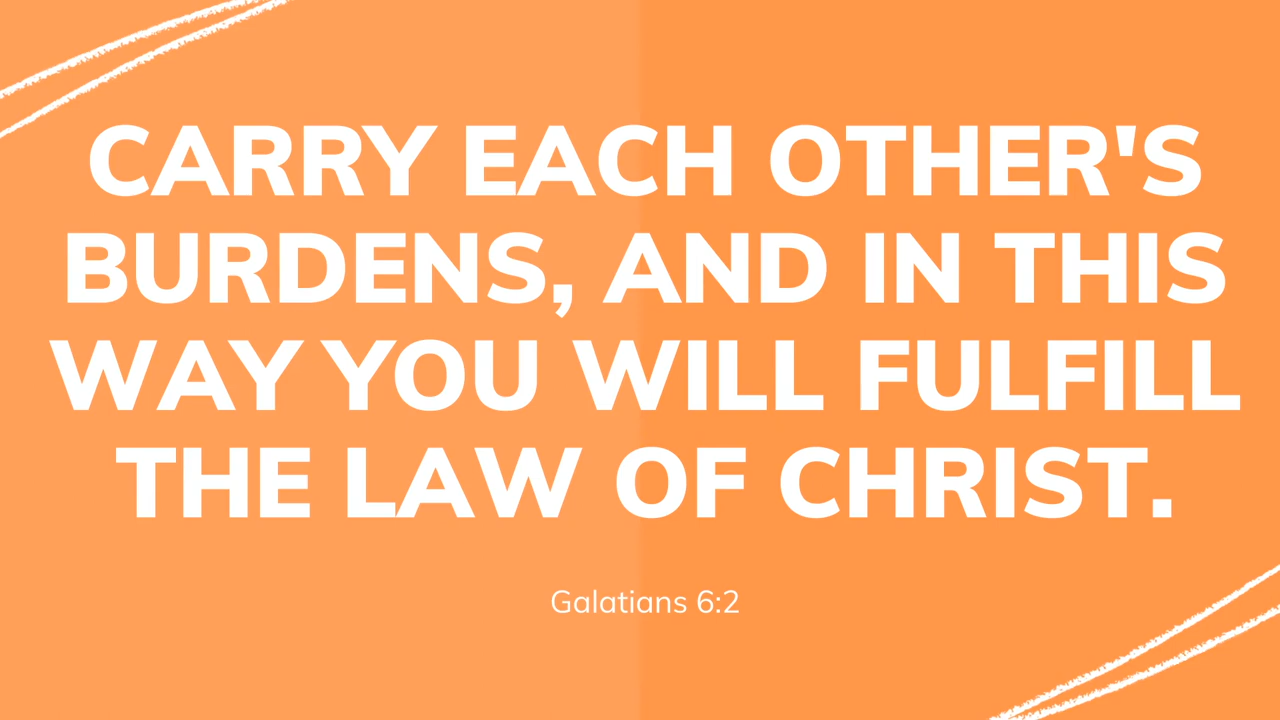 CARRY EACH OTHER'S
BURDENS, AND IN THIS
WAY YOU WILL FULFILL
THE LAW OF CHRIST.
Galatians 6:2